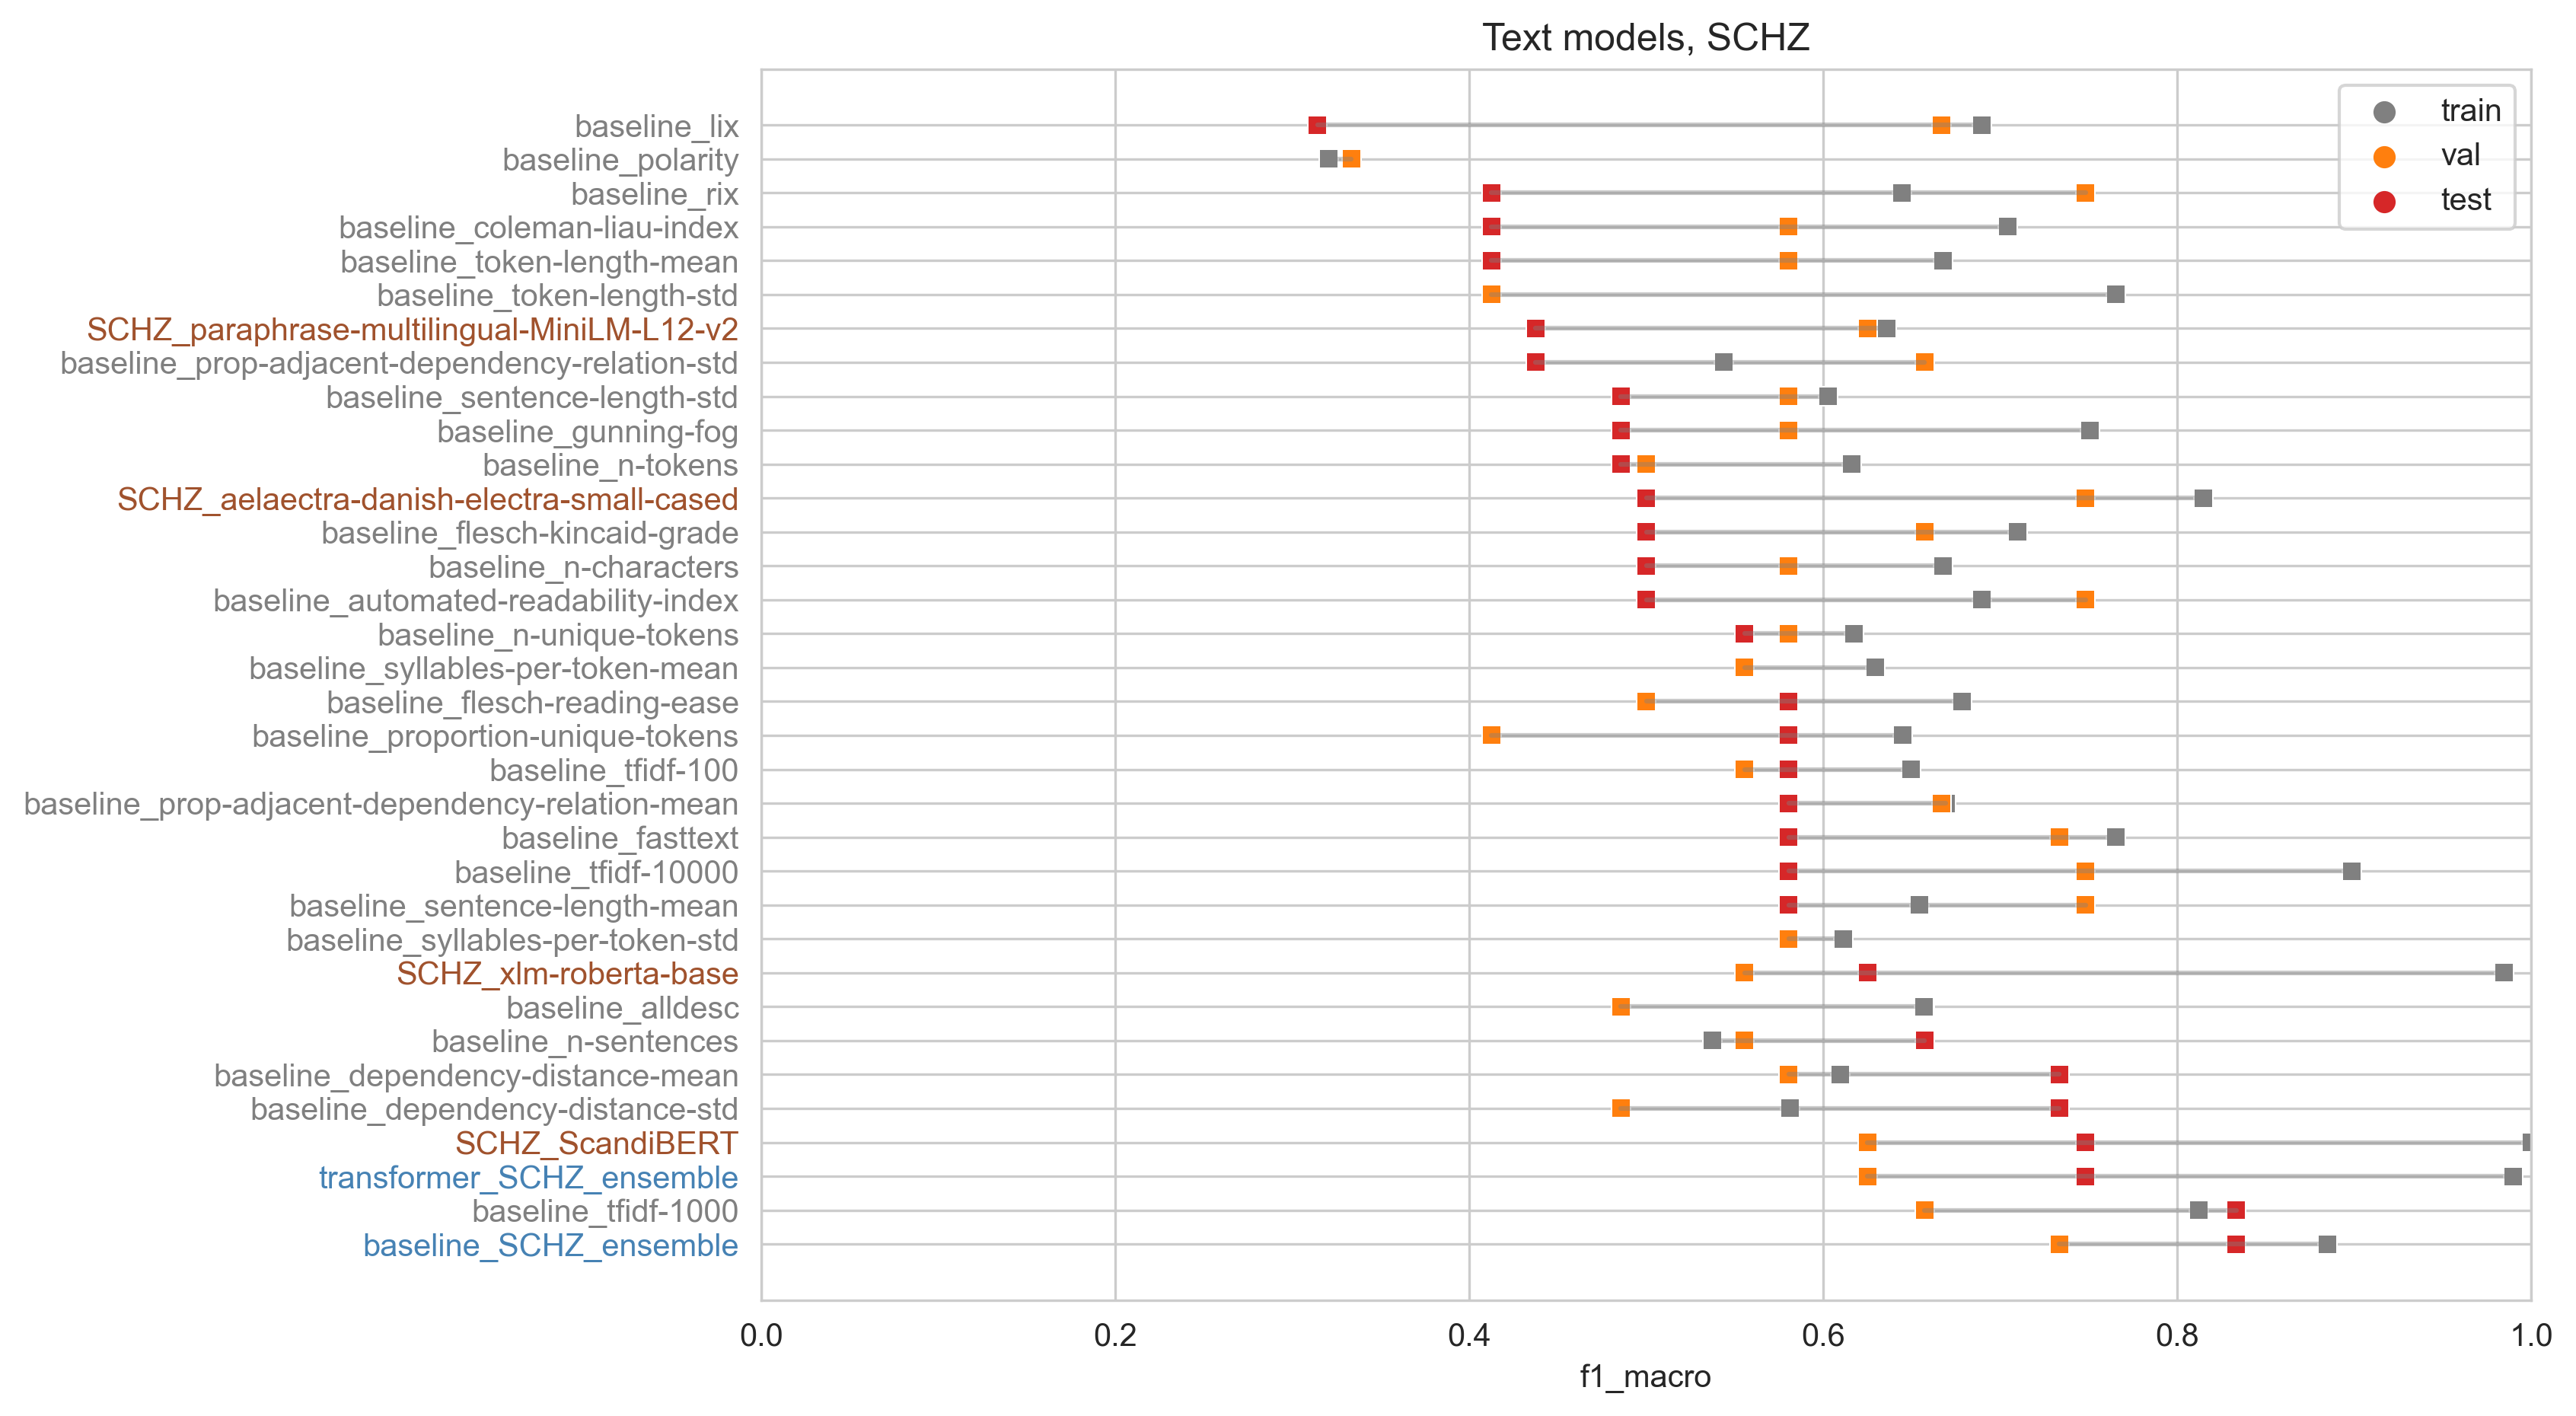 Text models, SCHZ
train
val
test
baseline_lix
baseline_polarity
baseline_rix
baseline_coleman-liau-index
baseline_token-length-mean
baseline_token-length-std
SCHZ_paraphrase-multilingual-MiniLM-L12-v2
baseline_prop-adjacent-dependency-relation-std
baseline_sentence-length-std
baseline_gunning-fog
baseline_n-tokens
SCHZ_aelaectra-danish-electra-small-cased
baseline_flesch-kincaid-grade
baseline_n-characters
baseline_automated-readability-index
baseline_n-unique-tokens
baseline_syllables-per-token-mean
baseline_flesch-reading-ease
baseline_proportion-unique-tokens
baseline_tfidf-100
baseline_prop-adjacent-dependency-relation-mean
baseline_fasttext
baseline_tfidf-10000
baseline_sentence-length-mean
baseline_syllables-per-token-std
SCHZ_xlm-roberta-base
baseline_alldesc
baseline_n-sentences
baseline_dependency-distance-mean
baseline_dependency-distance-std
SCHZ_ScandiBERT
transformer_SCHZ_ensemble
baseline_tfidf-1000
baseline_SCHZ_ensemble
0.0 0.2 0.4 0.6 0.8 1.0
f1_macro